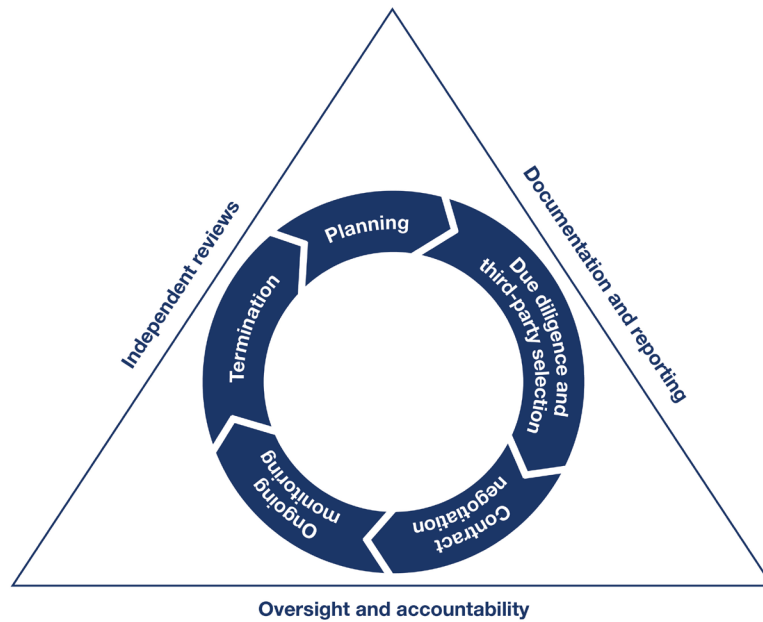 Planning
Due diligence and
third-party selection
Contract
negotiation
Ongoing
monitoring
Termination
Independent reviews
Documentation and reporting
Oversight and accountability